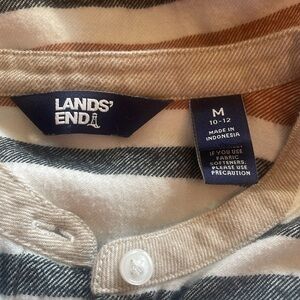 LANDS'
END
M
10-12
MADE IN
INDONESIA
IF YOU USE
FABRIC
SOFTENERS,
PLEASE USE
PRECAUTION